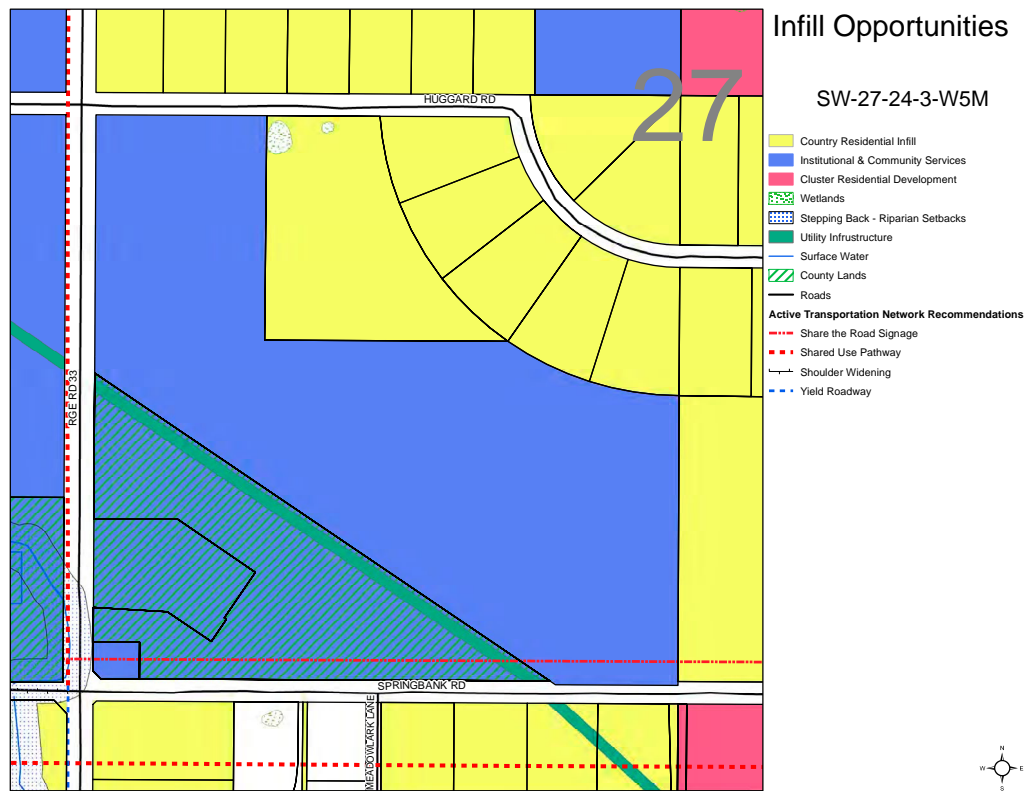 Infill Opportunities
SW-27-24-3-W5M
27
HUGGARD RD
RGE RD 33
SPRINGBANK RD
MEADOWLARK LANE
Country Residential Infill
Institutional & Community Services
Cluster Residential Development
Wetlands
Stepping Back - Riparian Setbacks
Utility Infrustructure
Surface Water
County Lands
Roads
Active Transportation Network Recommendations
Share the Road Signage
Shared Use Pathway
Shoulder Widening
Yield Roadway
N
W E
S